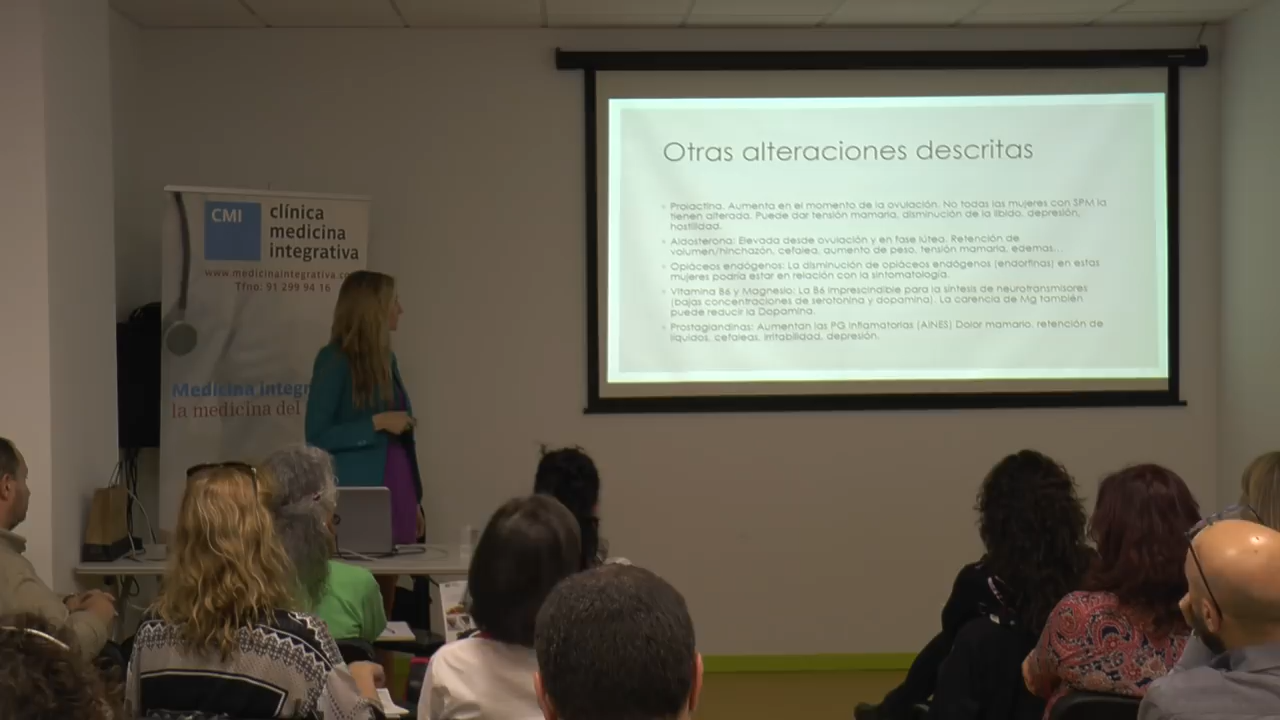 Otras alteraciones descritas
Prolactina. Aumenta en el momento de la ovulación. No todas las mujeres con SPM la
tienen alterada. Puede dar tensión mamaria, disminución de la libido, depresión,
hostilidad.
Aldosterona: Elevada desde ovulación y en fase lútea. Retención de
volumen/hinchazón, cefalea, aumento de peso, tensión mamaria, edemas...
Opiáceos endógenos: La disminución de opiáceos endógenos (endorfinas) en estas
mujeres podría estar en relación con la sintomatología.
Vitamina B6 y Magnesio: La B6 imprescindible para la síntesis de neurotransmisores
(bajas concentraciones de serotonina y dopamina). La carencia de Mg también
puede reducir la Dopamina.
Prostaglandinas: Aumentan las PG inflamatorias (AINES) Dolor mamario, retención de
líquidos, cefaleas, irritabilidad, depresión.
CMI
clínica
medicina
integrativa
www.medicinaintegrativa.co
Tfno: 91 299 94 16
Medicina integr
la medicina del